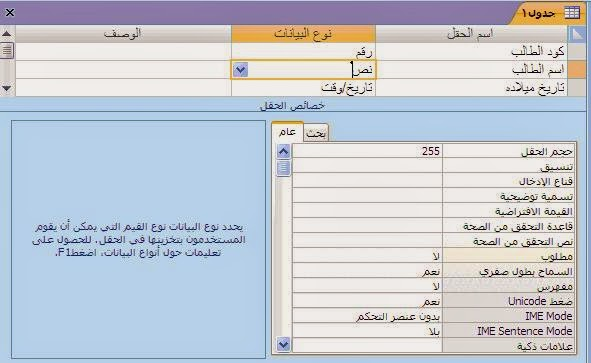 جدول١
اسم الحقل نوع البيانات الوصف
كود الطالب رقم
اسم الطالب نص
تاريخ ميلاده تاريخ/وقت
خصائص الحقل
عام بحث
حجم الحقل 255
تنسيق
قناع الإدخال
تسمية توضيحية
القيمة الافتراضية
قاعدة التحقق من الصحة
نص التحقق من الصحة
مطلوب لا
السماح بطول صفري نعم
مفهرس لا
ضغط Unicode نعم
IME Mode بدون عنصر التحكم
IME Sentence Mode بلا
علامات ذكية
يحدد نوع البيانات نوع القيم التي يمكن أن يقوم
المستخدمون بتخزينها في الحقل. للحصول على
تعليمات حول أنواع البيانات، اضغطF1.